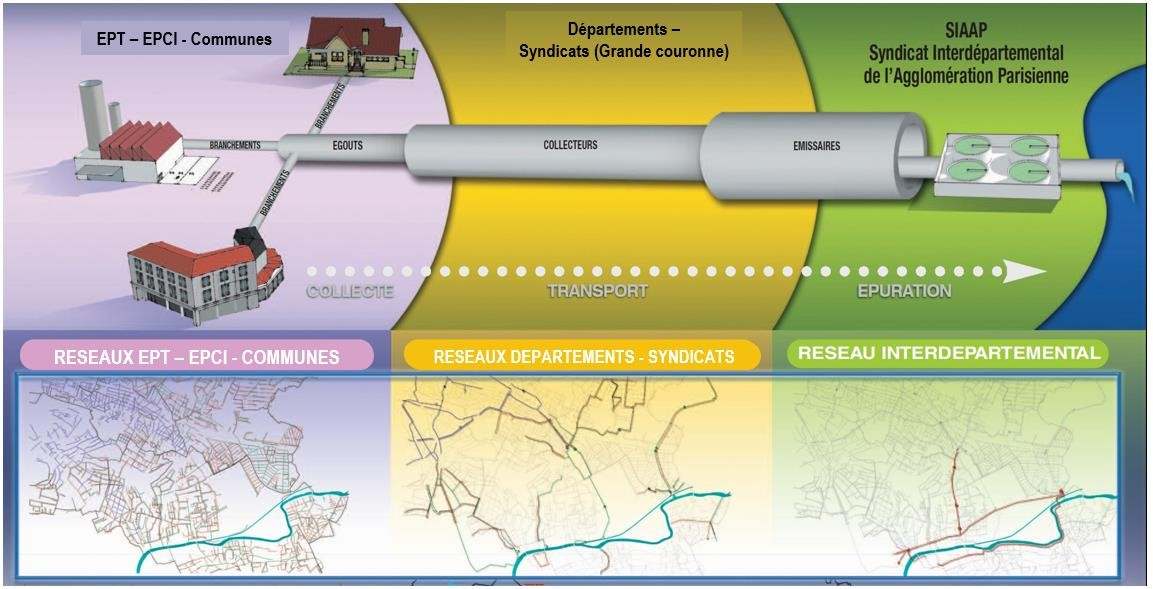 EPT – EPCI - Communes
Départements –
Syndicats (Grande couronne)
SIAAP
Syndicat Interdépartemental
de l'Agglomération Parisienne
BRANCHEMENTS
BRANCHEMENTS
BRANCHEMENTS
EGOUTS
COLLECTEURS
EMISSAIRES
COLLECTE
TRANSPORT
EPURATION
RESEAUX EPT – EPCI - COMMUNES
RESEAUX DEPARTEMENTS - SYNDICATS
RESEAU INTERDEPARTEMENTAL